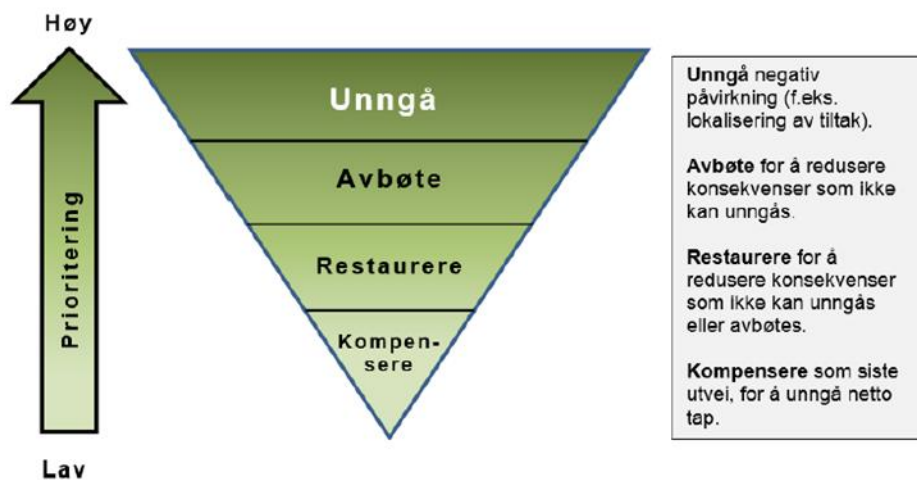 Høy
Prioritering
Lav
Unngå
Avbøte
Restaurere
Kompen-
sere
Unngå negativ
påvirkning (f.eks.
lokalisering av tiltak).
Avbøte for å redusere
konsekvenser som ikke
kan unngås.
Restaurere for å
redusere konsekvenser
som ikke kan unngås
eller avbøtes.
Kompensere som siste
utvei, for å unngå netto
tap.